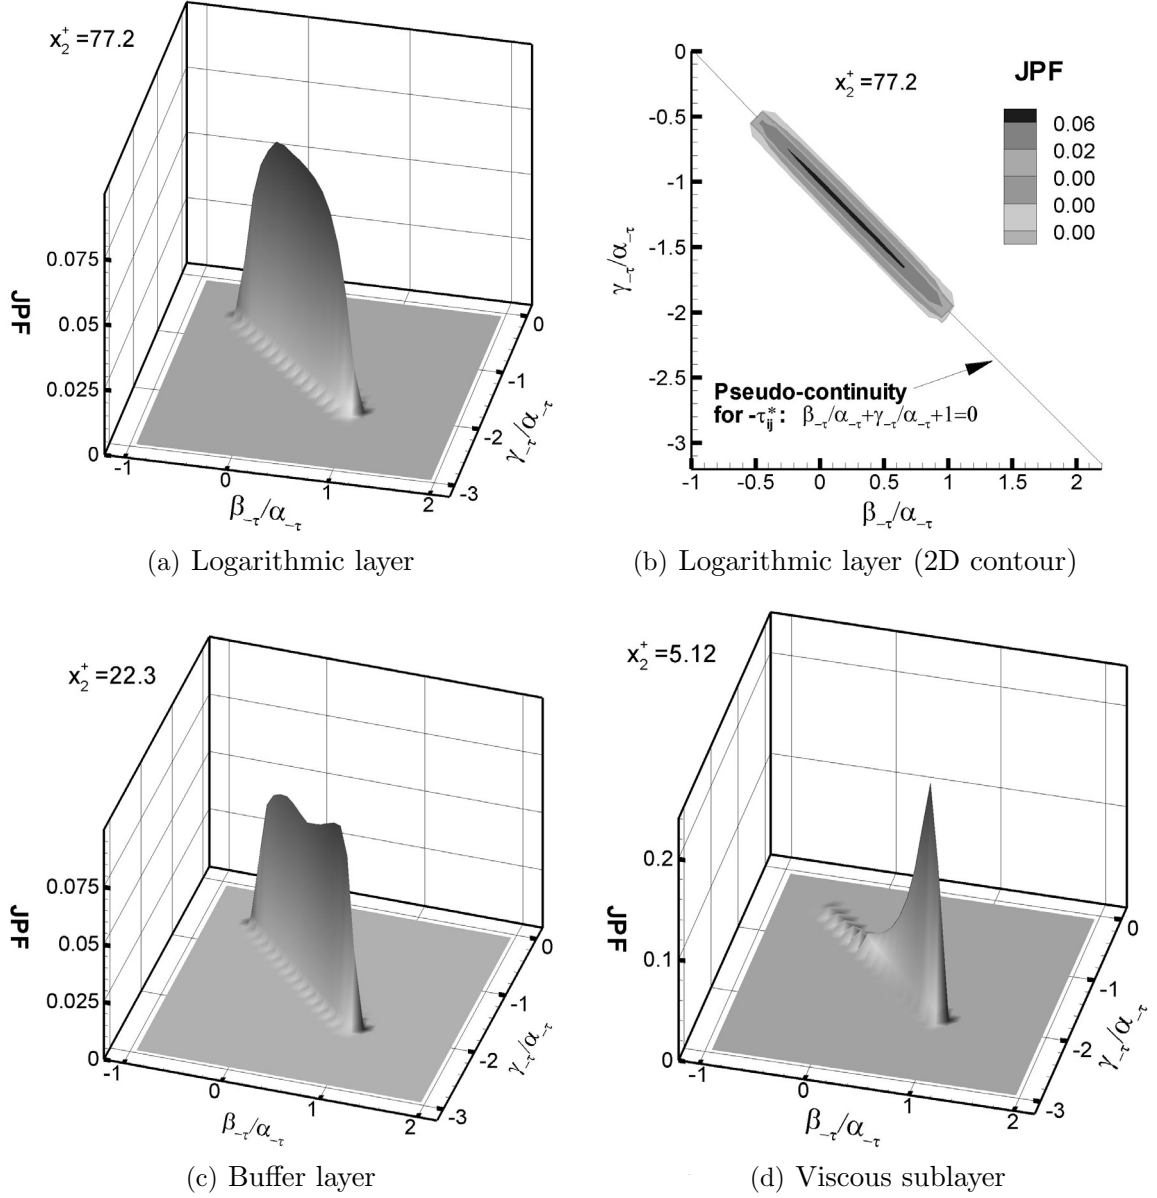 x₂⁺=77.2
JPF
0.075
0.05
0.025
0
-1
0
1
2
β₋τ/α₋τ
0
-1
-2
-3
γ₋τ/α₋τ
(a) Logarithmic layer
x₂⁺=77.2
JPF
0.06
0.02
0.00
0.00
0.00
0
-0.5
-1
-1.5
-2
-2.5
-3
γ₋τ/α₋τ
Pseudo-continuity
for -τ*ij: β₋τ/α₋τ+γ₋τ/α₋τ+1=0
-1
-0.5
0
0.5
1
1.5
2
β₋τ/α₋τ
(b) Logarithmic layer (2D contour)
x₂⁺=22.3
JPF
0.075
0.05
0.025
0
-1
0
1
2
β₋τ/α₋τ
0
-1
-2
-3
γ₋τ/α₋τ
(c) Buffer layer
x₂⁺=5.12
JPF
0.2
0.1
0
-1
0
1
2
β₋τ/α₋τ
0
-1
-2
-3
γ₋τ/α₋τ
(d) Viscous sublayer